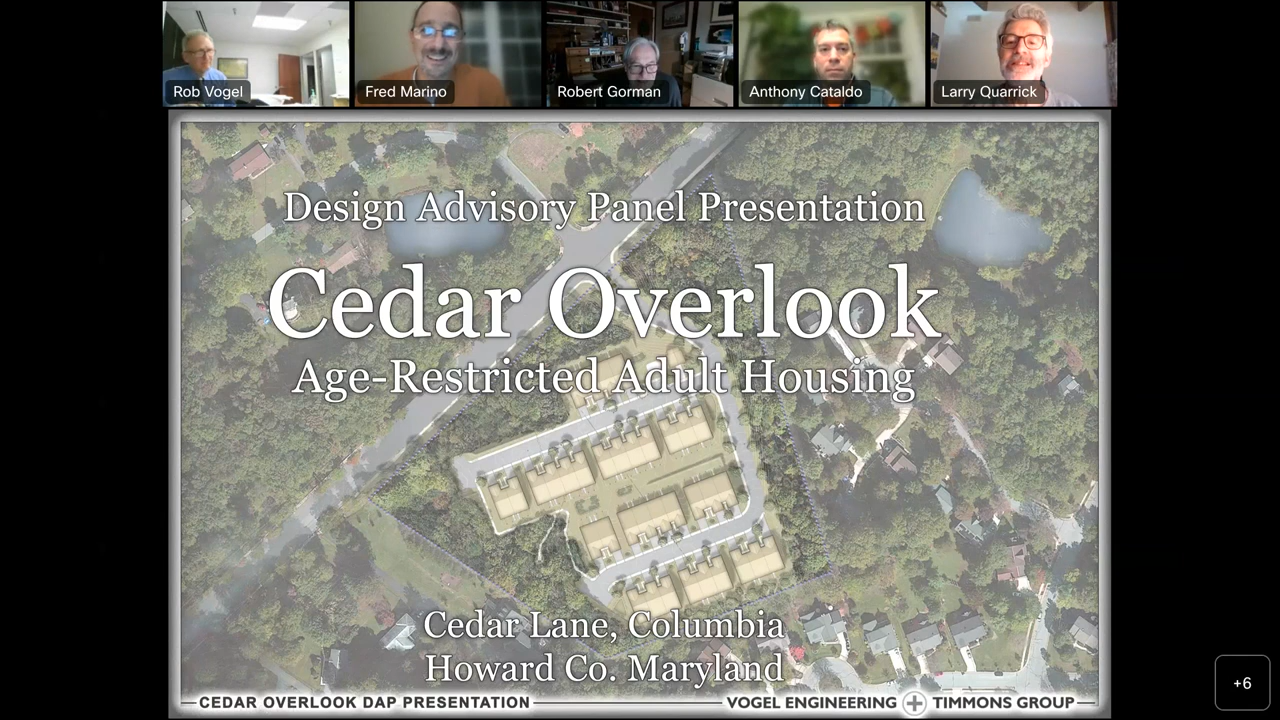 Rob Vogel
Fred Marino
Robert Gorman
Anthony Cataldo
Larry Quarrick
Design Advisory Panel Presentation
Cedar Overlook
Age-Restricted Adult Housing
Cedar Lane, Columbia
Howard Co. Maryland
CEDAR OVERLOOK DAP PRESENTATION
VOGEL ENGINEERING + TIMMONS GROUP
+6